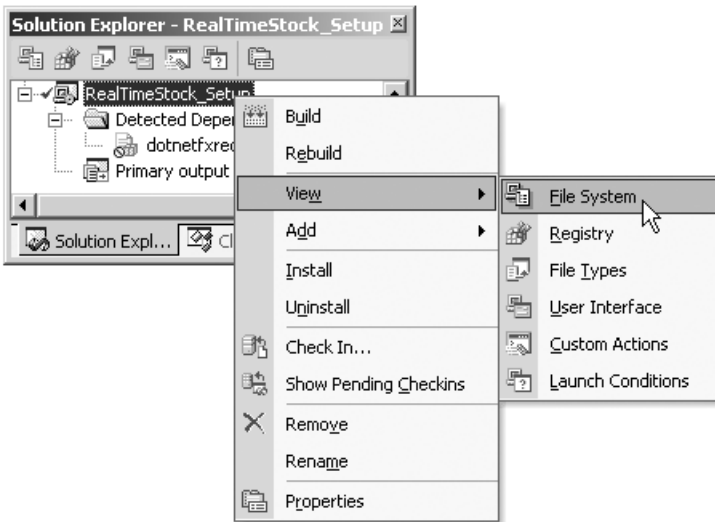 Solution Explorer - RealTimeStock_Setup
RealTimeStock_Setup
Detected Depen
dotnetfxred
Primary output
Solution Expl...
Cl
Build
Rebuild
View
Add
Install
Uninstall
Check In...
Show Pending Checkins
Remove
Rename
Properties
File System
Registry
File Types
User Interface
Custom Actions
Launch Conditions